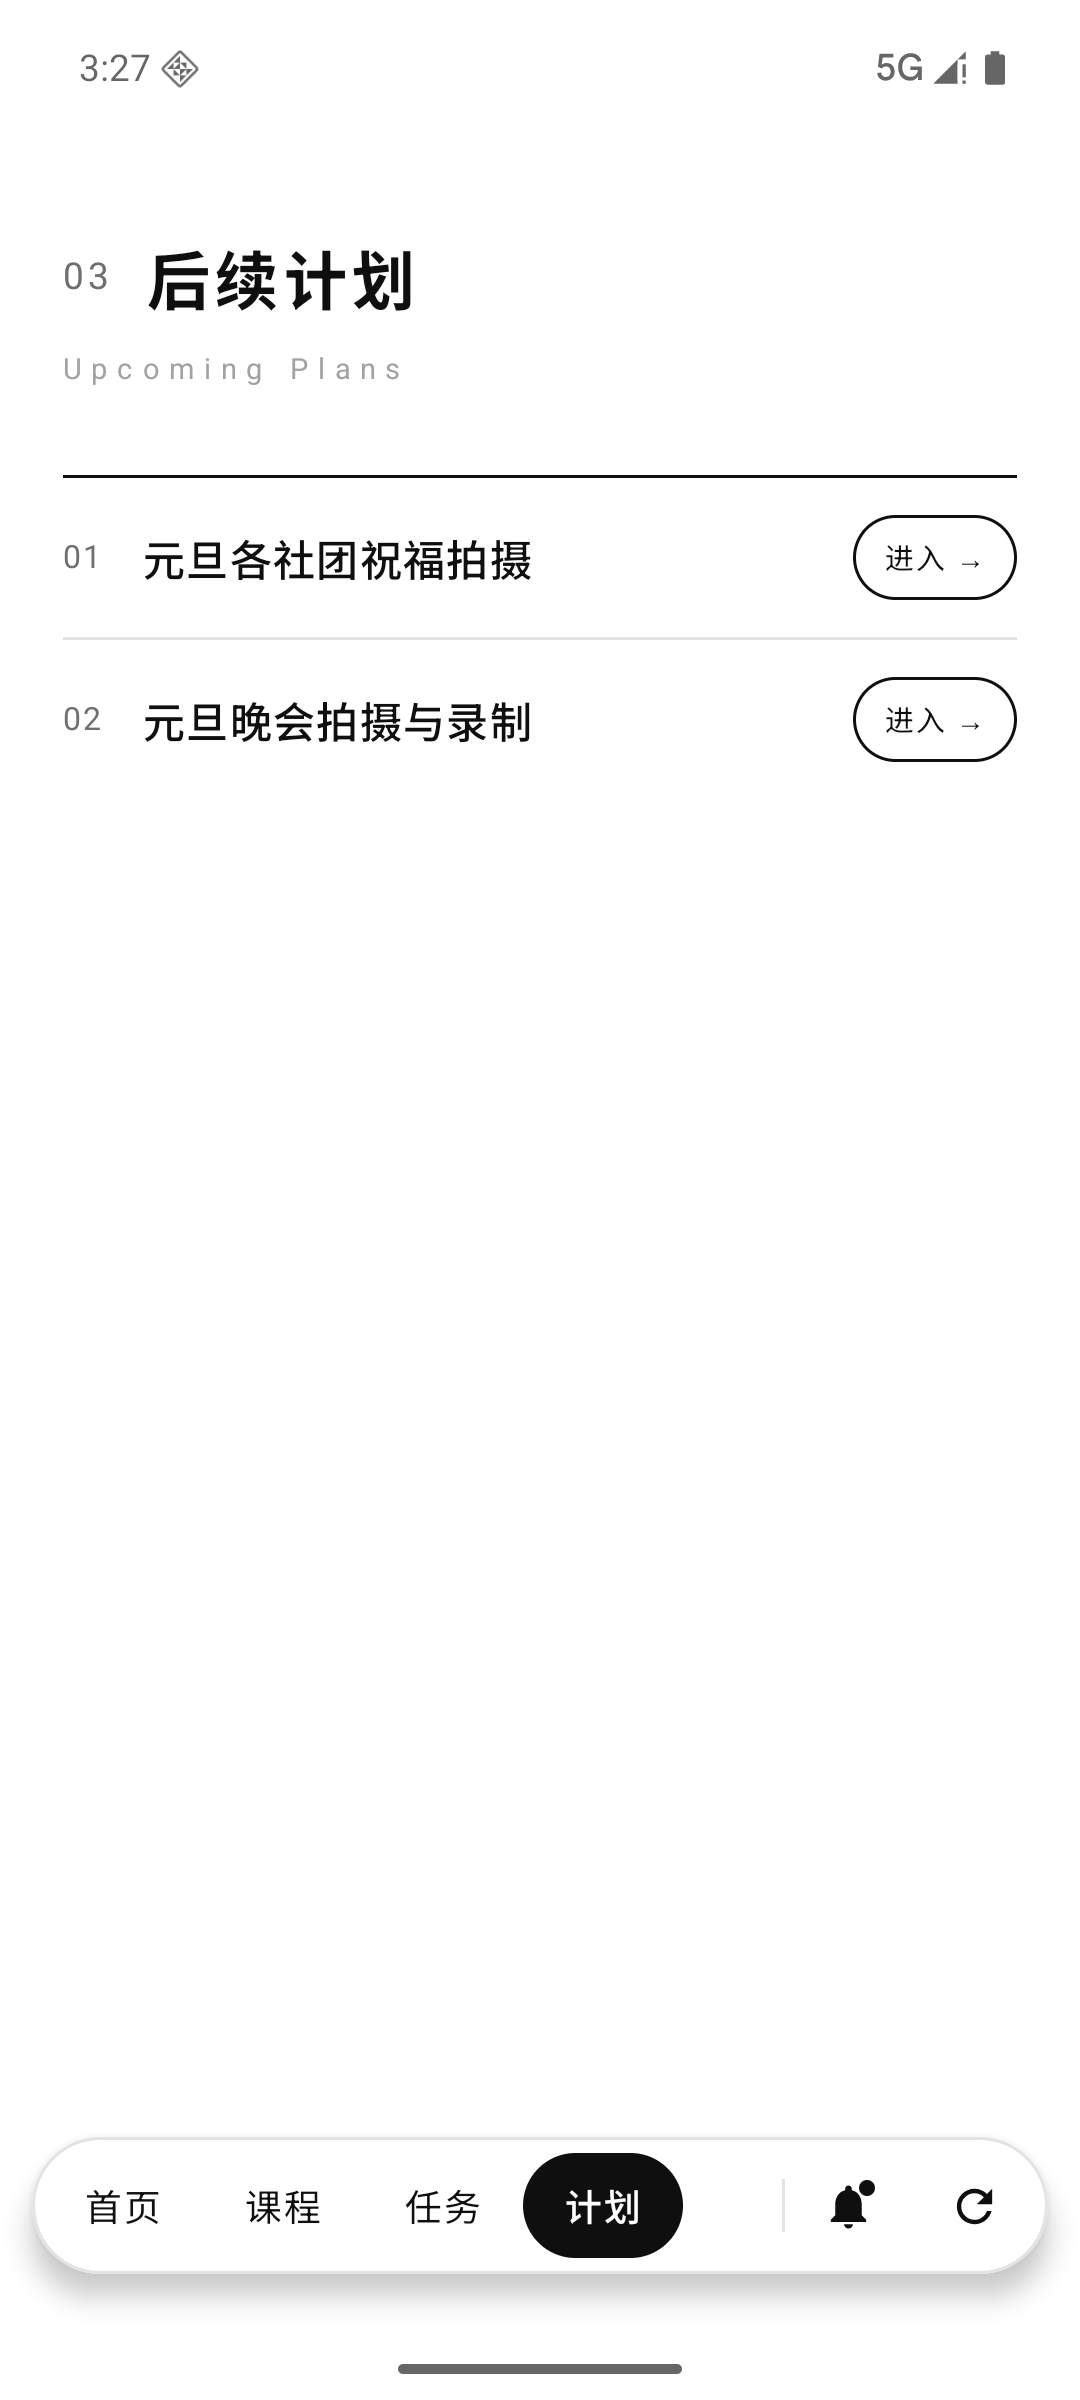 3:27 5G
03 后续计划
Upcoming Plans
01 元旦各社团祝福拍摄 进入 →
02 元旦晚会拍摄与录制 进入 →
首页 课程 任务 计划